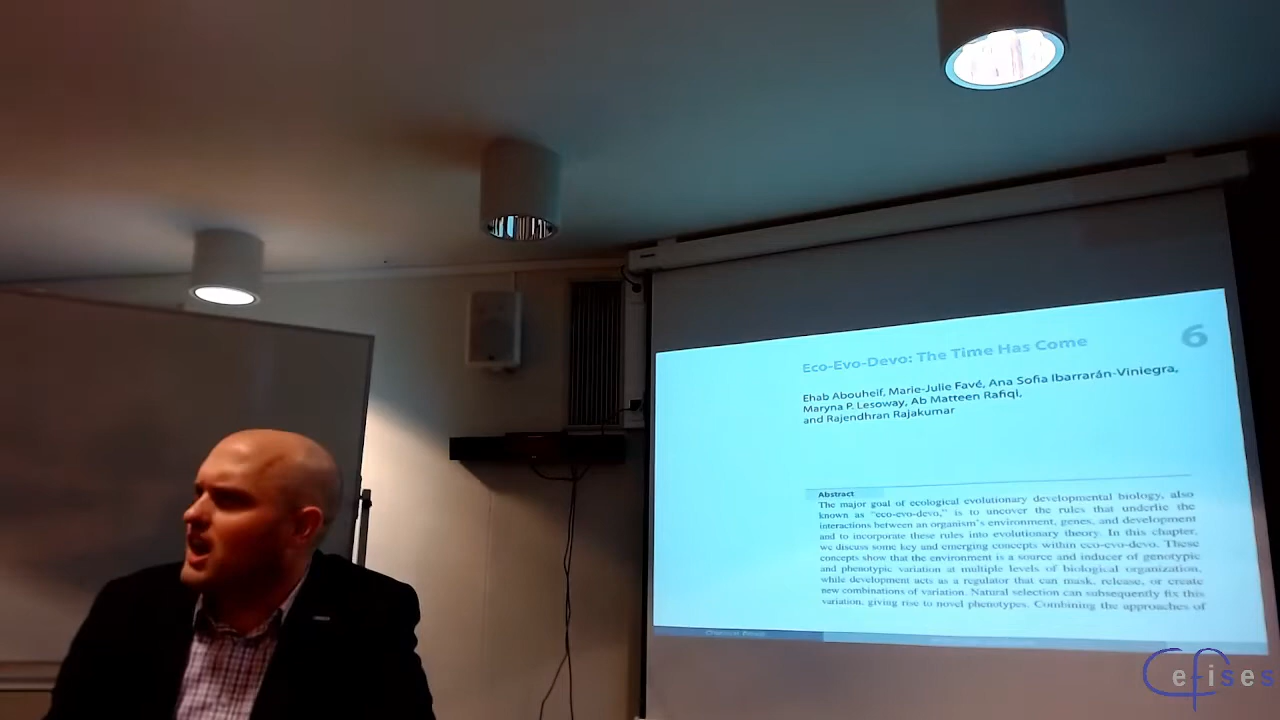 Eco-Evo-Devo: The Time Has Come
6
Ehab Abouheif, Marie-Julie Favé, Ana Sofia Ibarrarán-Viniegra,
Maryna P. Lesoway, Ab Matteen Rafiqi,
and Rajendhran Rajakumar
Abstract
The major goal of ecological evolutionary developmental biology, also
known as "eco-evo-devo," is to uncover the rules that underlie the
interactions between an organism's environment, genes, and development
and to incorporate these rules into evolutionary theory. In this chapter,
we discuss some key and emerging concepts within eco-evo-devo. These
concepts show that the environment is a source and inducer of genotypic
and phenotypic variation at multiple levels of biological organization,
while development acts as a regulator that can mask, release, or create
new combinations of variation. Natural selection can subsequently fix this
variation, giving rise to novel phenotypes. Combining the approaches of
Cefises